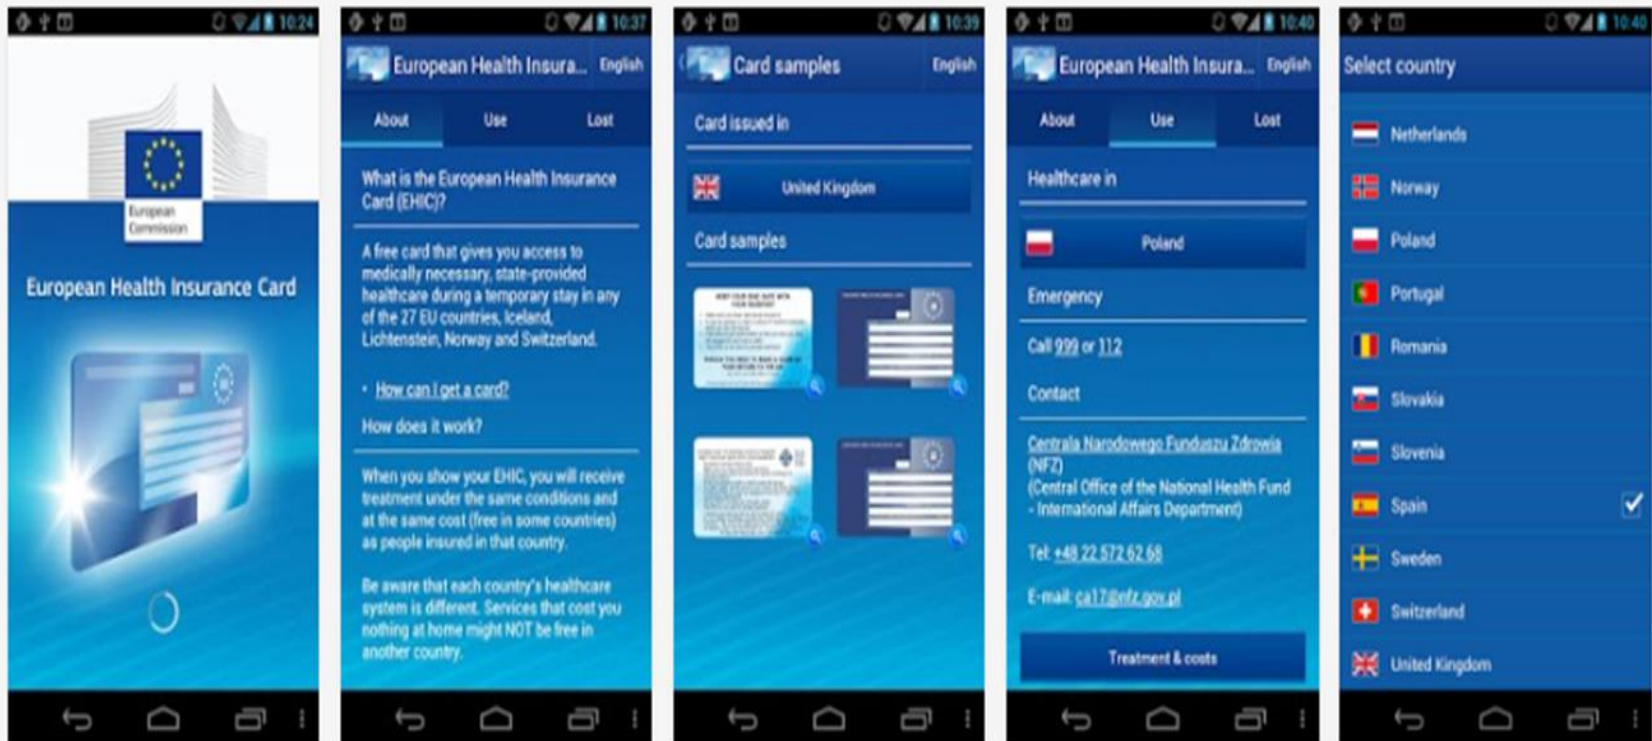 10:24
European
Commission
European Health Insurance Card
10:37
European Health Insura... English
About Use Lost
What is the European Health Insurance
Card (EHIC)?
A free card that gives you access to
medically necessary, state-provided
healthcare during a temporary stay in any
of the 27 EU countries, Iceland,
Lichtenstein, Norway and Switzerland.
• How can I get a card?
How does it work?
When you show your EHIC, you will receive
treatment under the same conditions and
at the same cost (free in some countries)
as people insured in that country.
Be aware that each country's healthcare
system is different. Services that cost you
nothing at home might NOT be free in
another country.
10:39
Card samples English
Card issued in
United Kingdom
Card samples
10:40
European Health Insura... English
About Use Lost
Healthcare in
Poland
Emergency
Call 999 or 112
Contact
Centrala Narodowego Funduszu Zdrowia
(NFZ)
(Central Office of the National Health Fund
- International Affairs Department)
Tel: +48 22 572 62 68
E-mail: ca17@nfz.gov.pl
Treatment & costs
10:40
Select country
Netherlands
Norway
Poland
Portugal
Romania
Slovakia
Slovenia
Spain
Sweden
Switzerland
United Kingdom